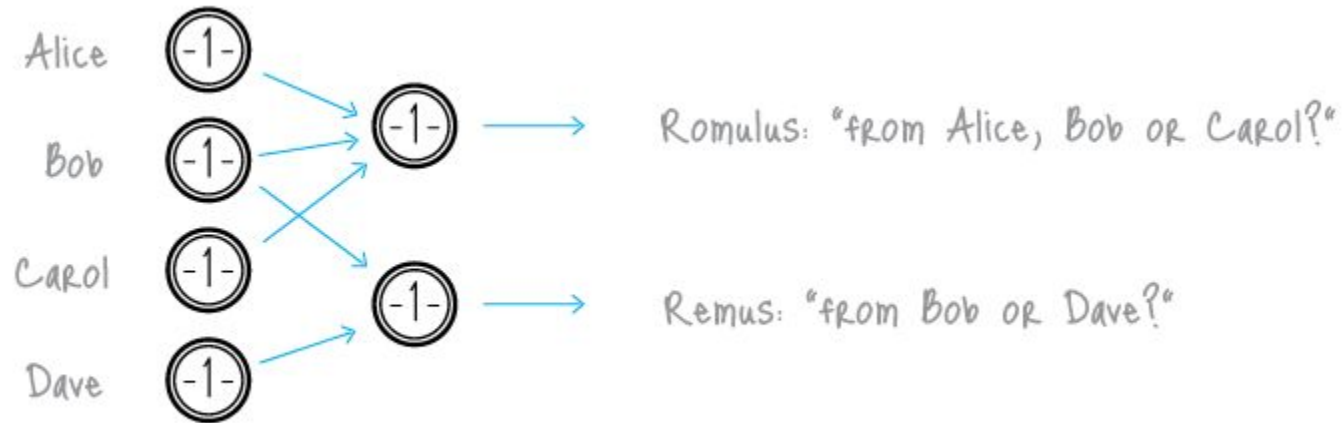 Alice
-1-
Bob
-1-
Carol
-1-
Dave
-1-
-1-
Romulus: "from Alice, Bob or Carol?"
-1-
Remus: "from Bob or Dave?"